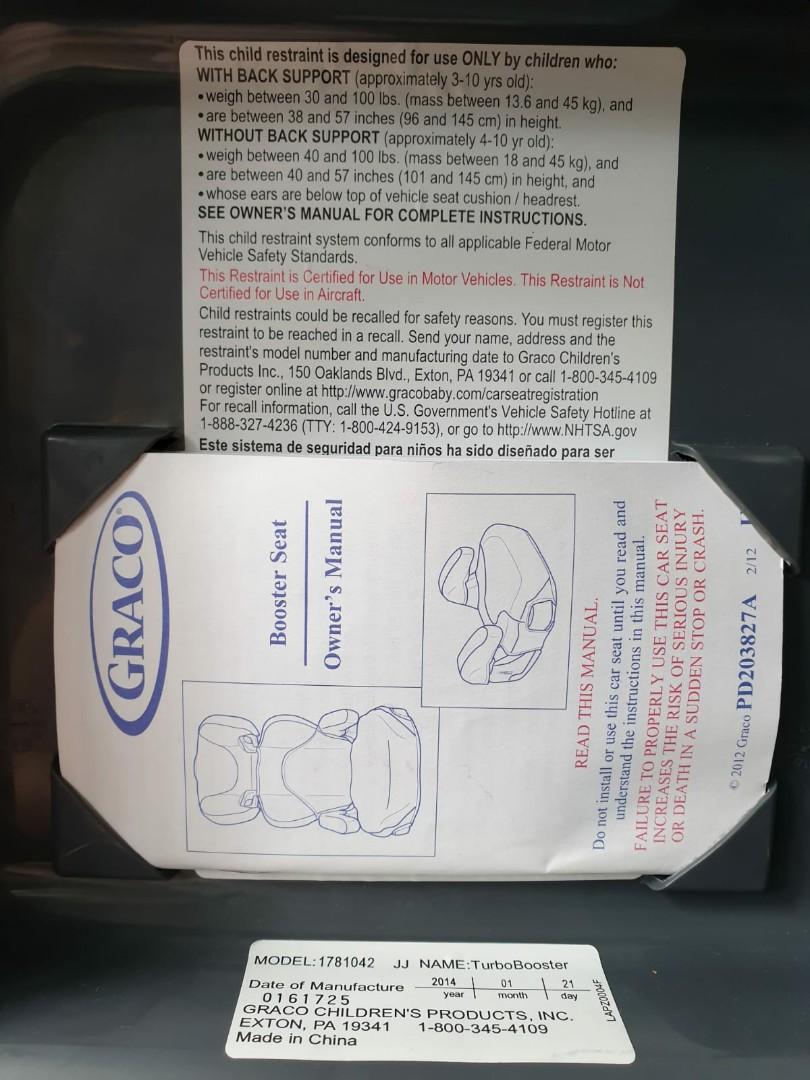 This child restraint is designed for use ONLY by children who:
WITH BACK SUPPORT (approximately 3-10 yrs old):
• weigh between 30 and 100 lbs. (mass between 13.6 and 45 kg), and
• are between 38 and 57 inches (96 and 145 cm) in height.
WITHOUT BACK SUPPORT (approximately 4-10 yr old):
• weigh between 40 and 100 lbs. (mass between 18 and 45 kg), and
• are between 40 and 57 inches (101 and 145 cm) in height, and
• whose ears are below top of vehicle seat cushion / headrest.
SEE OWNER'S MANUAL FOR COMPLETE INSTRUCTIONS.
This child restraint system conforms to all applicable Federal Motor
Vehicle Safety Standards.
This Restraint is Certified for Use in Motor Vehicles. This Restraint is Not
Certified for Use in Aircraft.
Child restraints could be recalled for safety reasons. You must register this
restraint to be reached in a recall. Send your name, address and the
restraint's model number and manufacturing date to Graco Children's
Products Inc., 150 Oaklands Blvd., Exton, PA 19341 or call 1-800-345-4109
or register online at http://www.gracobaby.com/carseatregistration
For recall information, call the U.S. Government's Vehicle Safety Hotline at
1-888-327-4236 (TTY: 1-800-424-9153), or go to http://www.NHTSA.gov
Este sistema de seguridad para niños ha sido diseñado para ser
GRACO®
Booster Seat
Owner's Manual
READ THIS MANUAL.
Do not install or use this car seat until you read and
understand the instructions in this manual.
FAILURE TO PROPERLY USE THIS CAR SEAT
INCREASES THE RISK OF SERIOUS INJURY
OR DEATH IN A SUDDEN STOP OR CRASH.
© 2012 Graco PD203827A 2/12
MODEL:1781042 JJ NAME:TurboBooster
Date of Manufacture 2014 01 21
year month day
0161725
GRACO CHILDREN'S PRODUCTS, INC.
EXTON, PA 19341 1-800-345-4109
Made in China
LAP20004F